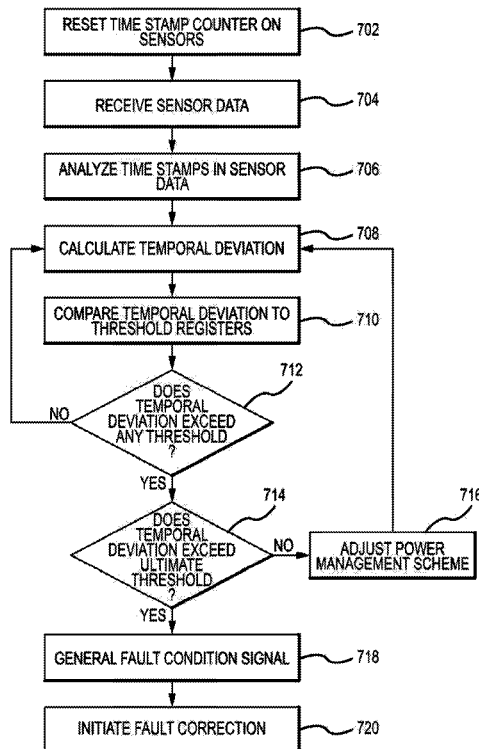 RESET TIME STAMP COUNTER ON
SENSORS
702
RECEIVE SENSOR DATA
704
ANALYZE TIME STAMPS IN SENSOR
DATA
706
CALCULATE TEMPORAL DEVIATION
708
COMPARE TEMPORAL DEVIATION TO
THRESHOLD REGISTERS
710
DOES
TEMPORAL
DEVIATION EXCEED
ANY THRESHOLD
?
712
NO
YES
DOES
TEMPORAL
DEVIATION EXCEED
ULTIMATE
THRESHOLD
?
714
NO
ADJUST POWER
MANAGEMENT SCHEME
716
YES
GENERAL FAULT CONDITION SIGNAL
718
INITIATE FAULT CORRECTION
720